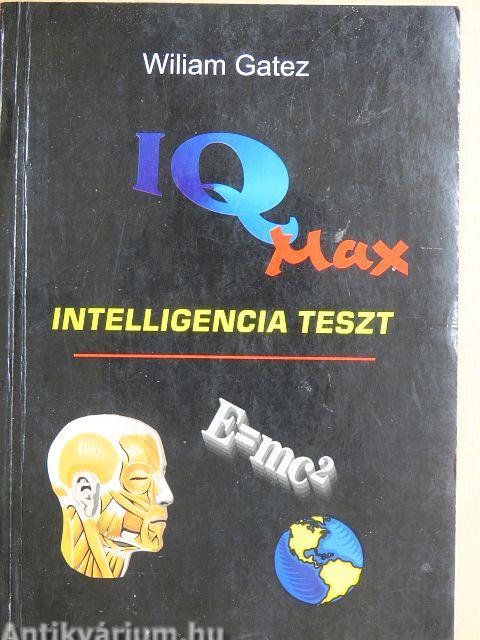 Wiliam Gatez
IQ
Max
INTELLIGENCIA TESZT
E=mc²
Antikvárium.hu